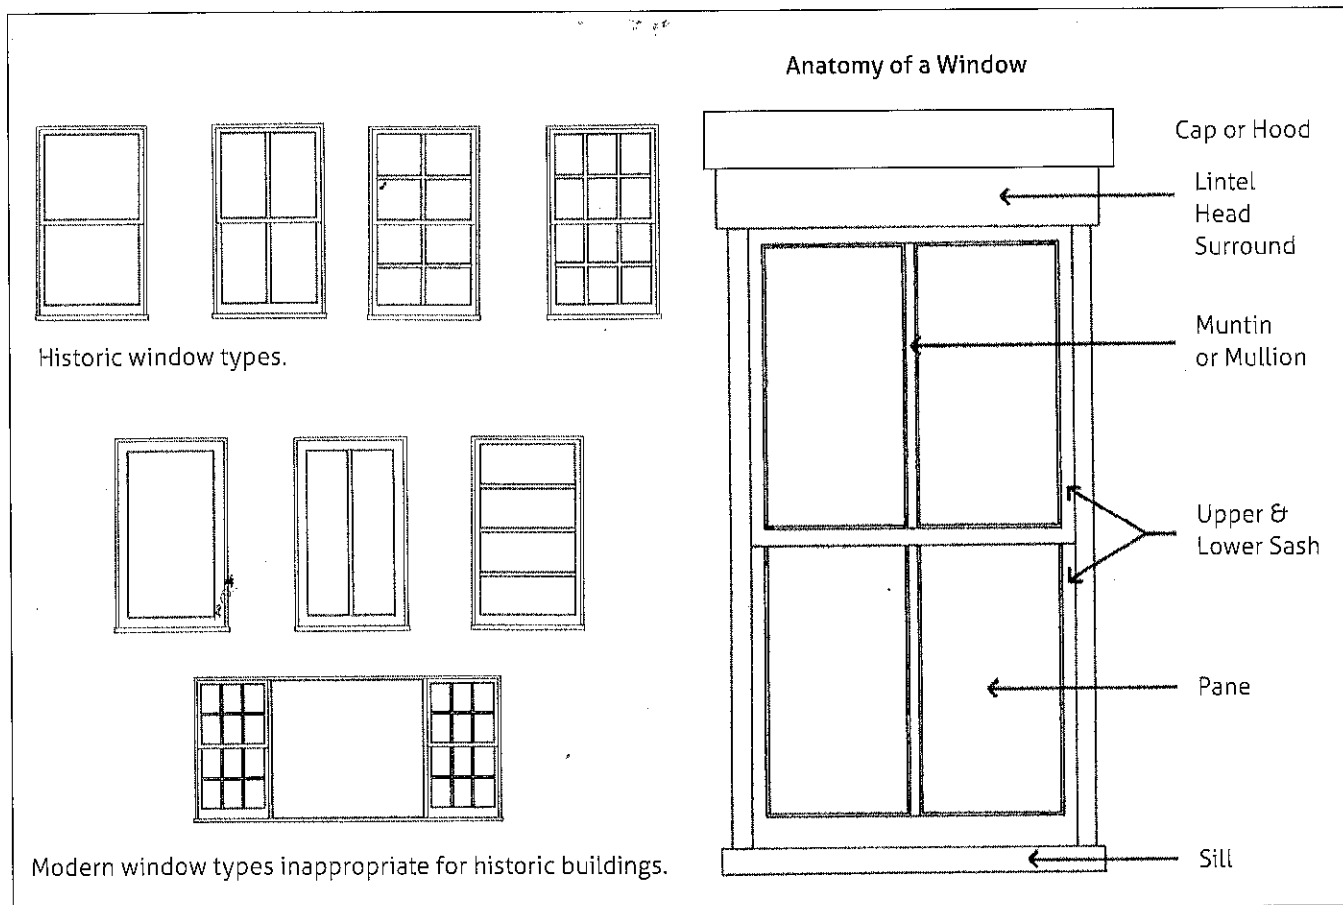 Anatomy of a Window
Cap or Hood
Lintel
Head
Surround
Muntin
or Mullion
Upper &
Lower Sash
Pane
Sill
Historic window types.
Modern window types inappropriate for historic buildings.